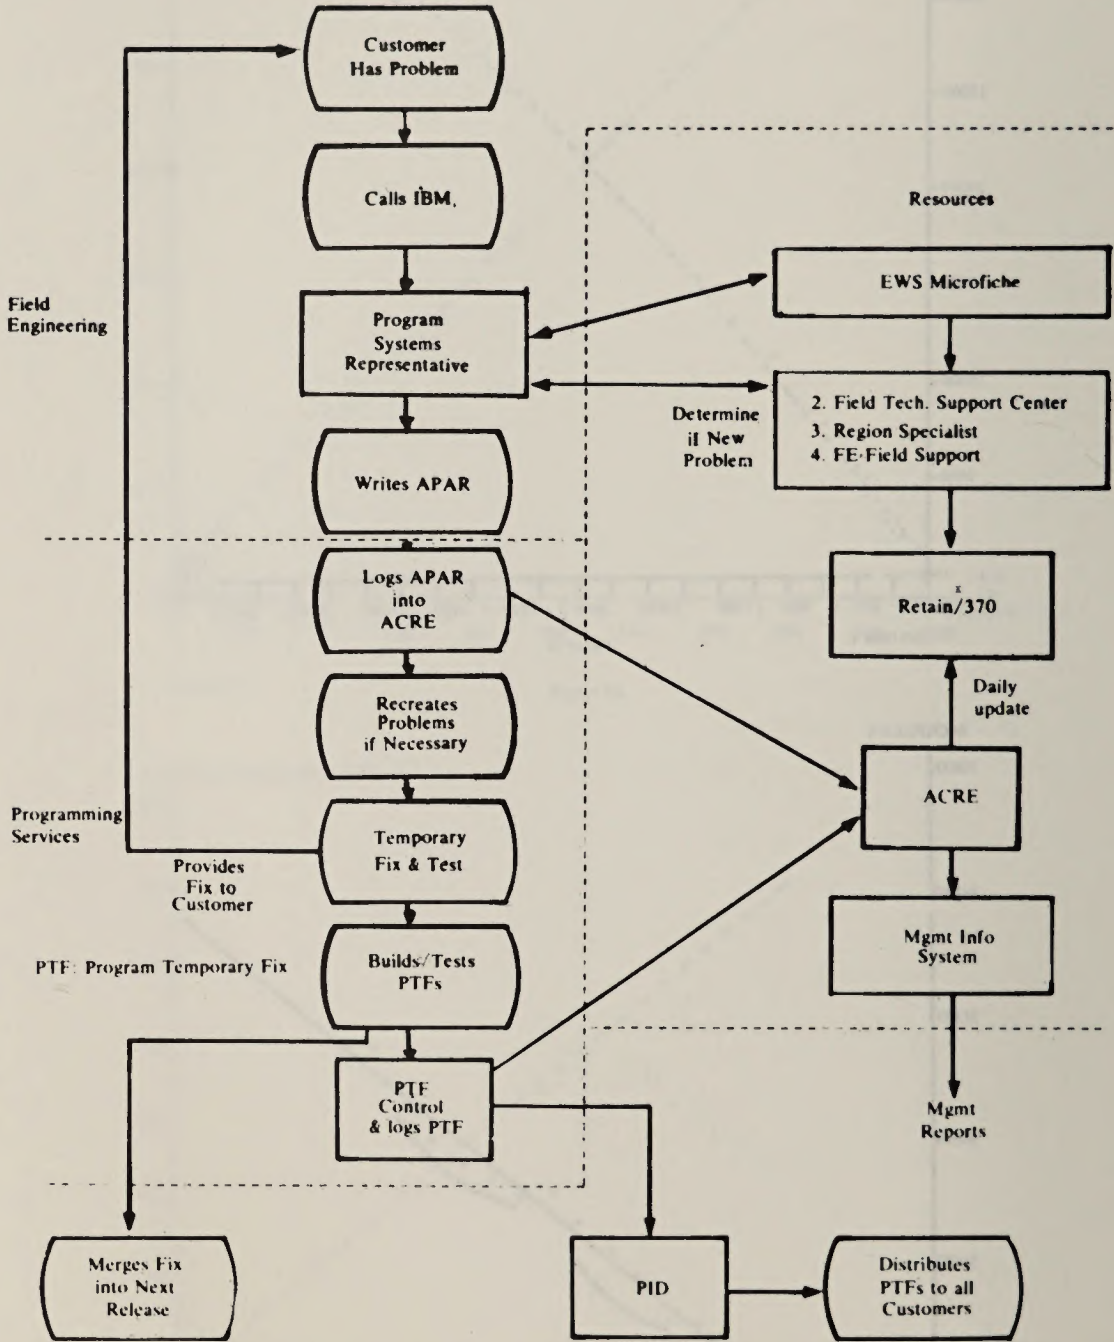 Customer
Has Problem
Calls IBM,
Resources
EWS Microfiche
Field
Engineering
Program
Systems
Representative
Determine
if New
Problem
2. Field Tech. Support Center
3. Region Specialist
4. FE-Field Support
Writes APAR
Logs APAR
into
ACRE
x
Retain/370
Daily
update
Recreates
Problems
if Necessary
ACRE
Programming
Services
Temporary
Fix & Test
Provides
Fix to
Customer
Mgmt Info
System
PTF: Program Temporary Fix
Builds/Tests
PTFs
PTF
Control
& logs PTF
Mgmt
Reports
Merges Fix
into Next
Release
PID
Distributes
PTFs to all
Customers